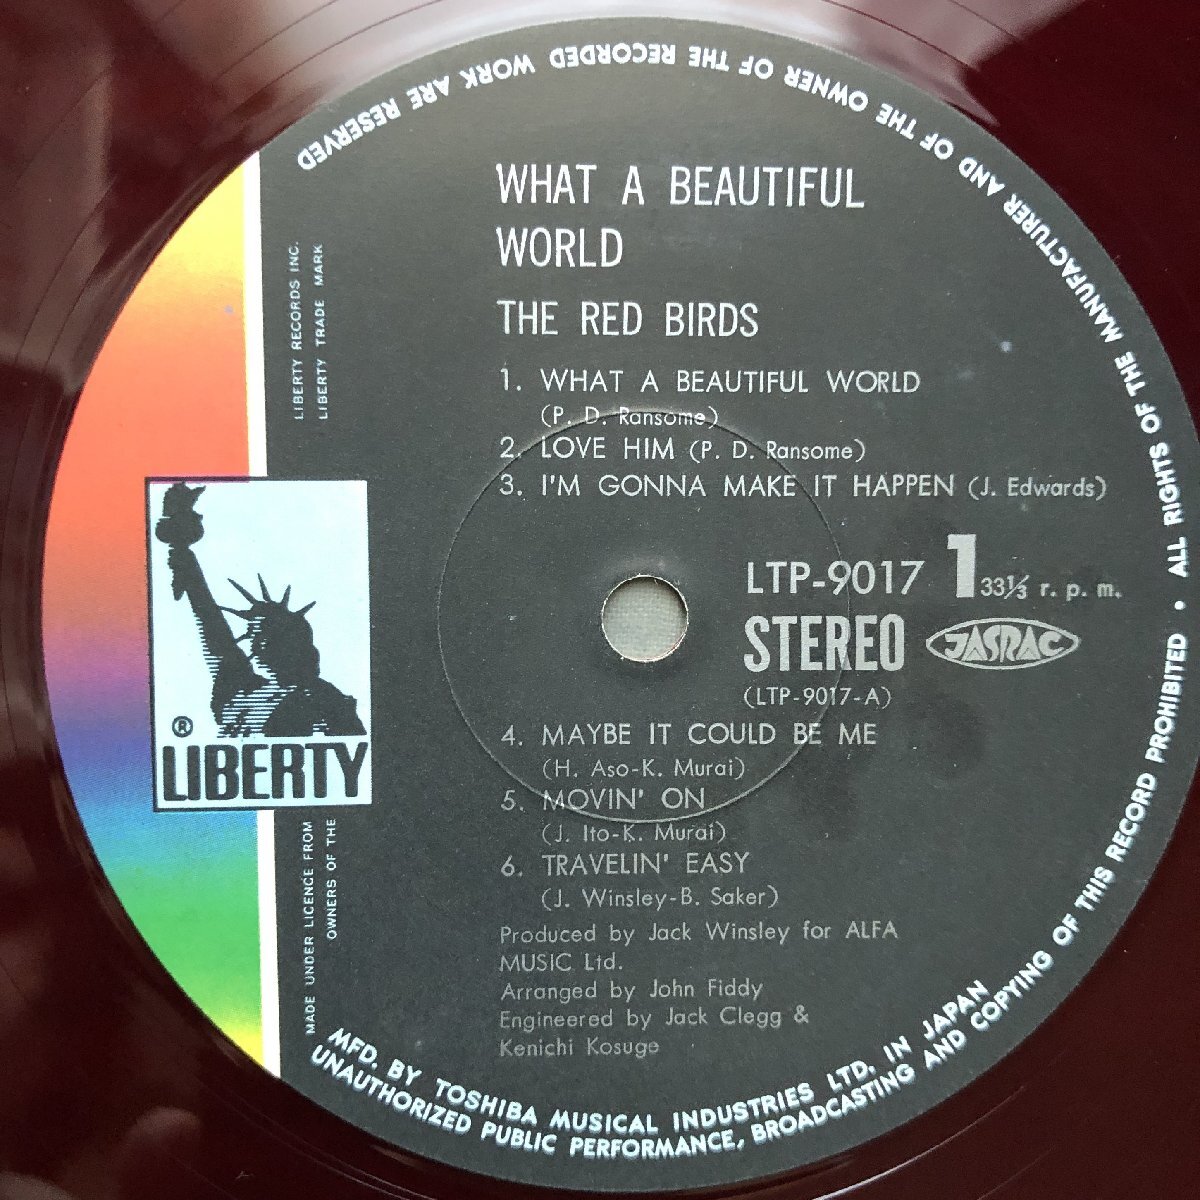 WHAT A BEAUTIFUL
WORLD
THE RED BIRDS
1. WHAT A BEAUTIFUL WORLD
(P. D. Ransome)
2. LOVE HIM (P. D. Ransome)
3. I'M GONNA MAKE IT HAPPEN (J. Edwards)
LTP-9017 1 33⅓ r. p. m.
STEREO JASRAC
(LTP-9017-A)
4. MAYBE IT COULD BE ME
(H. Aso-K. Murai)
5. MOVIN' ON
(J. Ito-K. Murai)
6. TRAVELIN' EASY
(J. Winsley-B. Saker)
Produced by Jack Winsley for ALFA
MUSIC Ltd.
Arranged by John Fiddy
Engineered by Jack Clegg &
Kenichi Kosuge
LIBERTY RECORDS INC.
LIBERTY TRADE MARK
®
LIBERTY
MADE UNDER LICENCE FROM
OWNERS OF THE
MFD. BY TOSHIBA MUSICAL INDUSTRIES LTD. IN JAPAN
UNAUTHORIZED PUBLIC PERFORMANCE, BROADCASTING AND COPYING OF THIS RECORD PROHIBITED • ALL RIGHTS OF THE MANUFACTURER AND OF THE OWNER OF THE RECORDED WORK ARE RESERVED